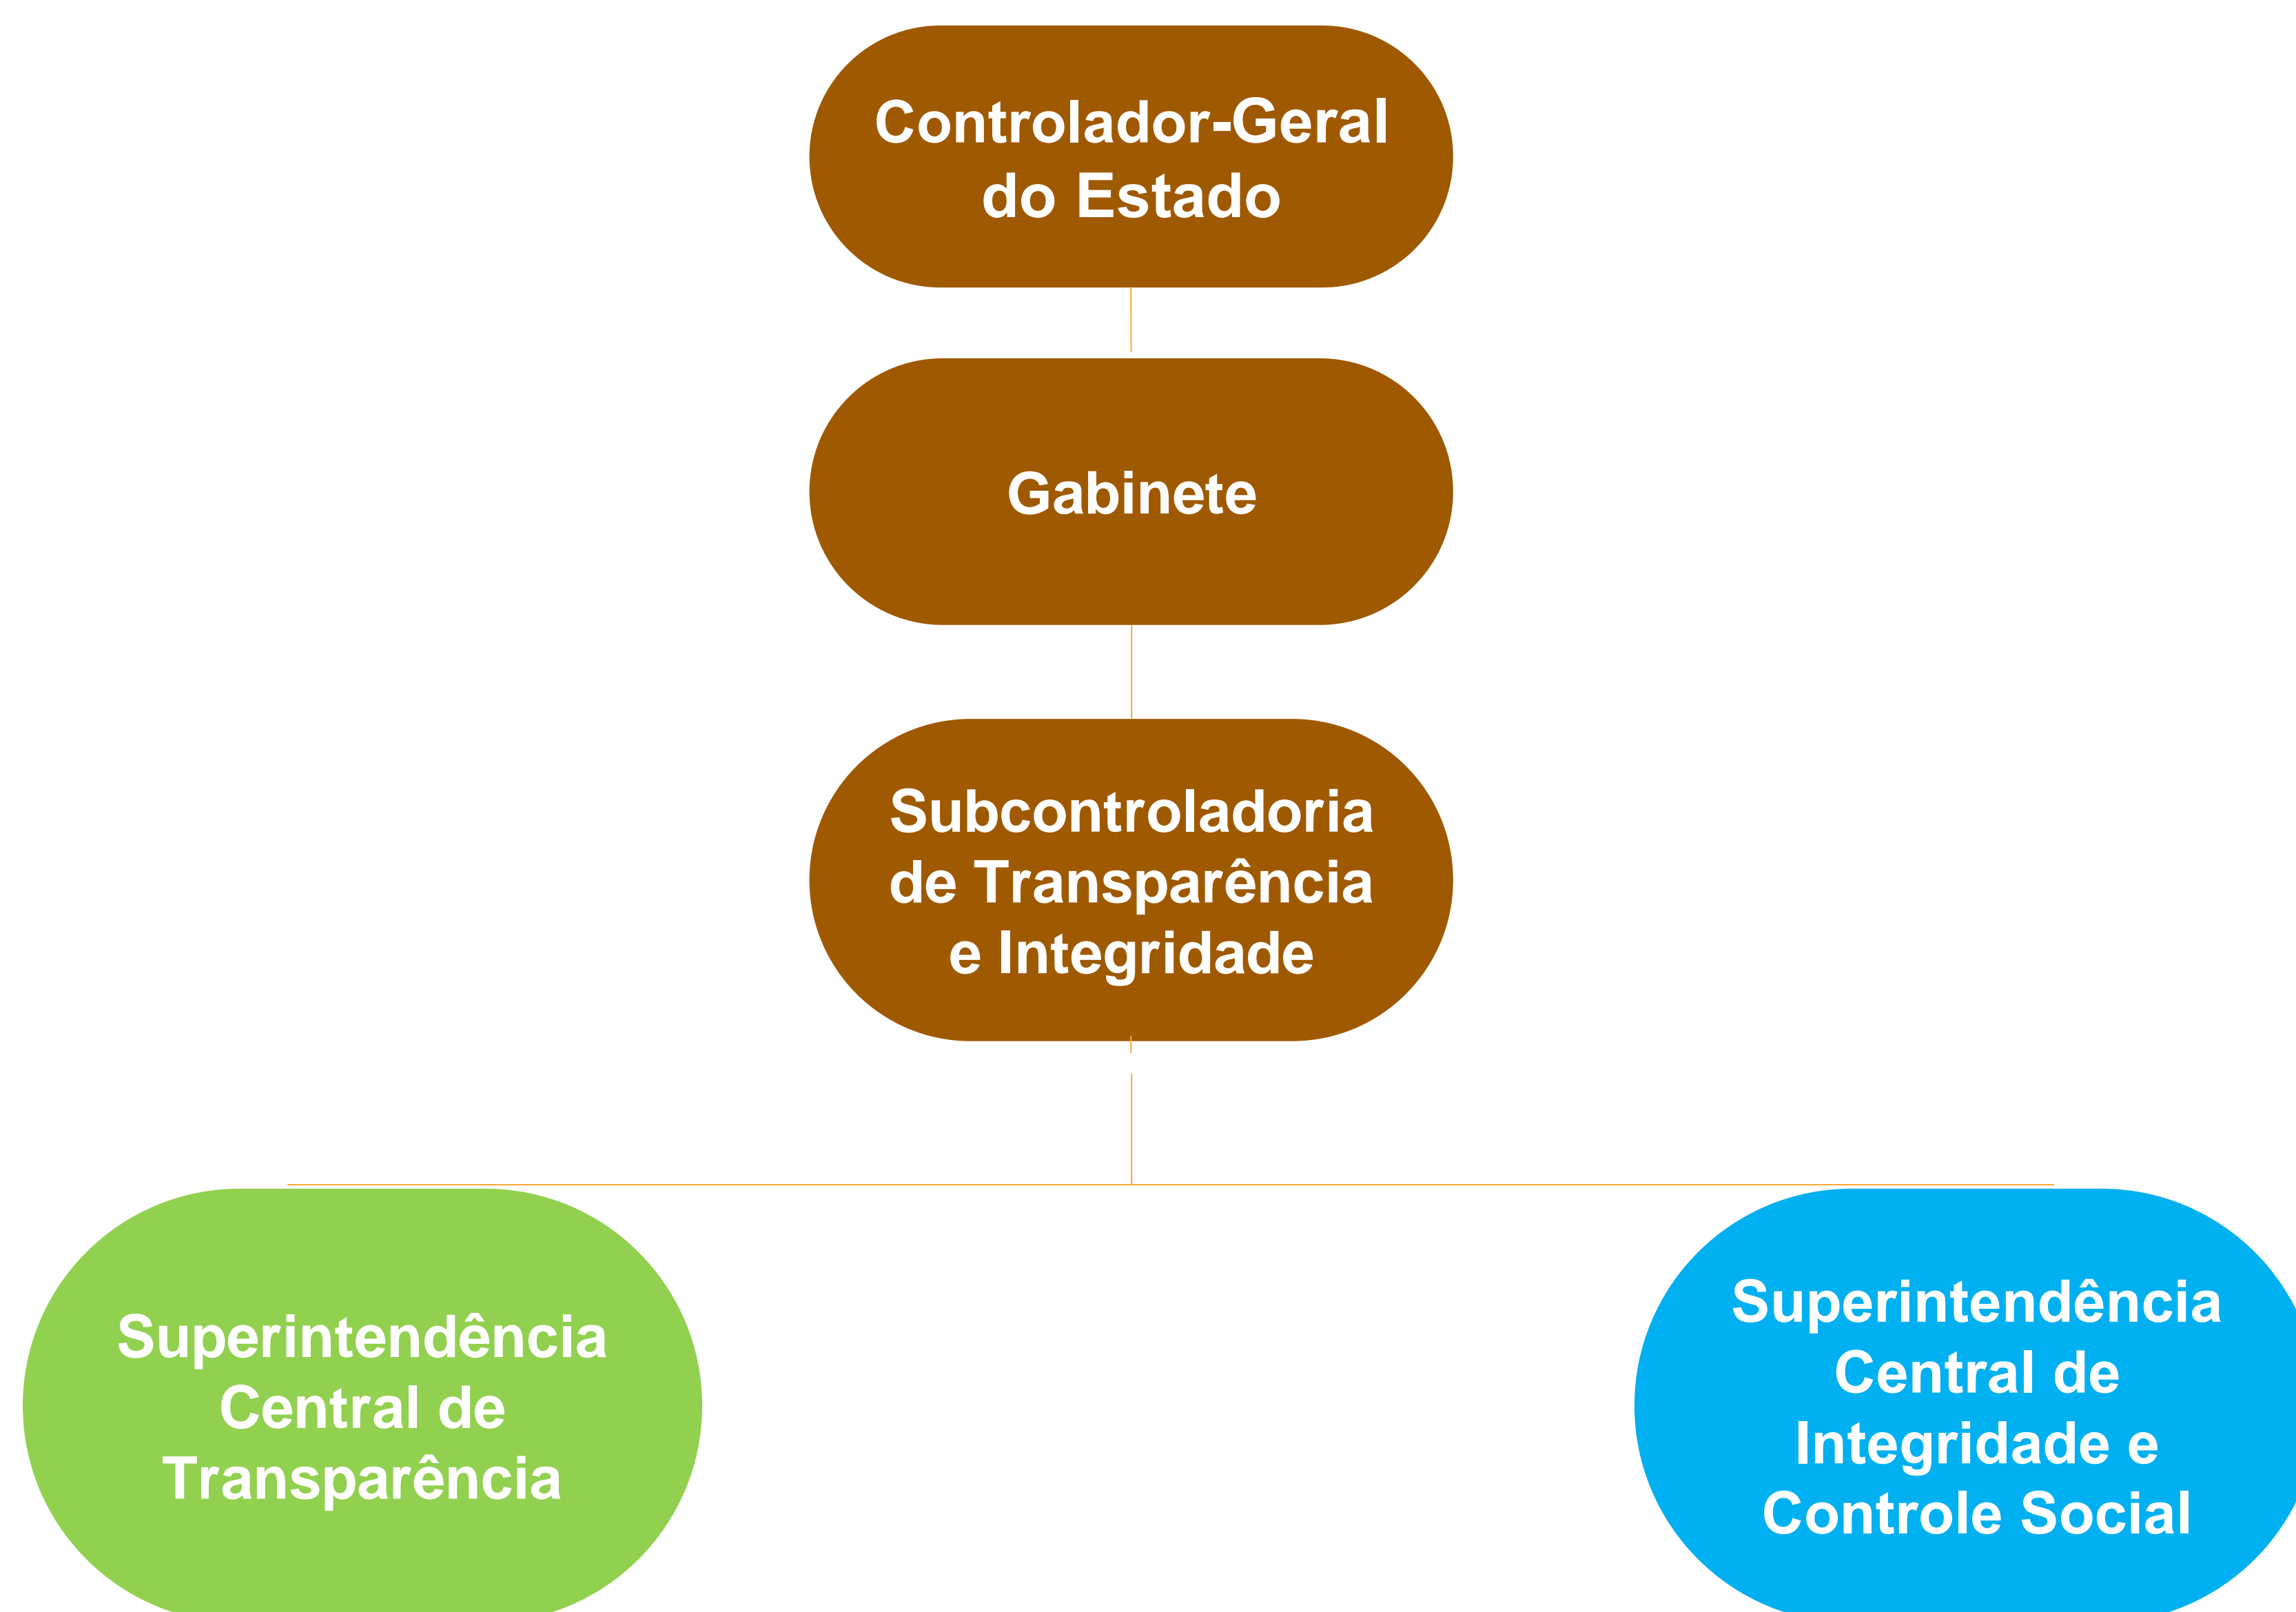 Controlador-Geral
do Estado
Gabinete
Subcontroladoria
de Transparência
e Integridade
Superintendência
Central de
Transparência
Superintendência
Central de
Integridade e
Controle Social